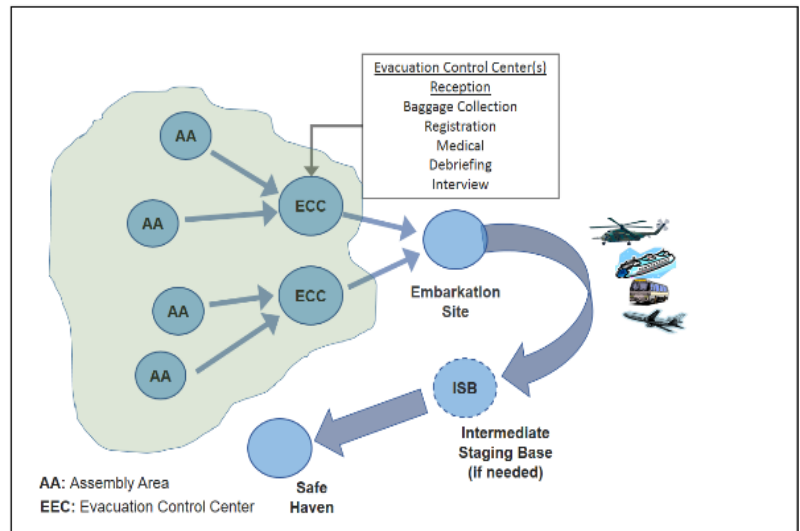 Evacuation Control Center(s)
Reception
Baggage Collection
Registration
Medical
Debriefing
Interview
AA
AA
AA
AA
ECC
ECC
Embarkation
Site
ISB
Intermediate
Staging Base
(If needed)
Safe
Haven
AA: Assembly Area
EEC: Evacuation Control Center